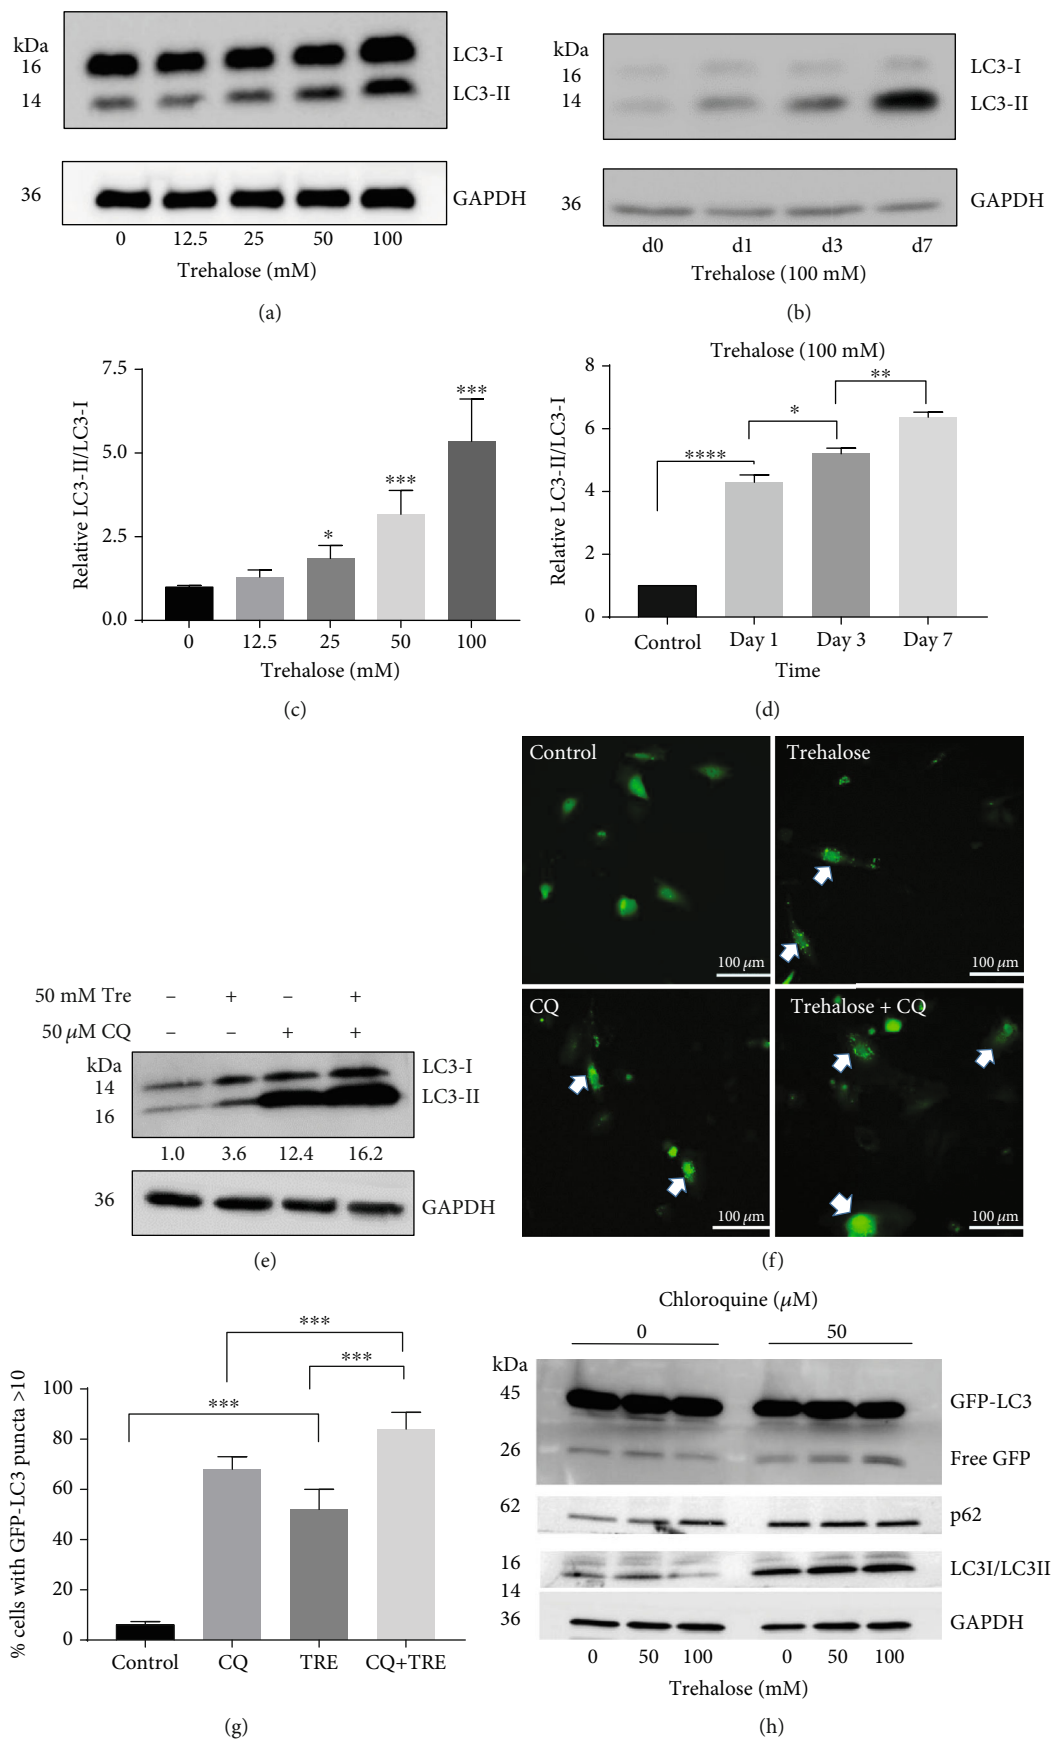 kDa
16
14
LC3-I
LC3-II
36
GAPDH
0 12.5 25 50 100
Trehalose (mM)
(a)
kDa
16
14
LC3-I
LC3-II
36
GAPDH
d0 d1 d3 d7
Trehalose (100 mM)
(b)
Relative LC3-II/LC3-I
7.5
5.0
2.5
0.0
*
***
***
0 12.5 25 50 100
Trehalose (mM)
(c)
Trehalose (100 mM)
Relative LC3-II/LC3-I
8
6
4
2
0
****
*
**
Control Day 1 Day 3 Day 7
Time
(d)
50 mM Tre – + – +
50 μM CQ – – + +
kDa
14
16
LC3-I
LC3-II
1.0 3.6 12.4 16.2
36
GAPDH
(e)
Control
Trehalose
100 μm
100 μm
CQ
Trehalose + CQ
100 μm
100 μm
(f)
% cells with GFP-LC3 puncta >10
100
80
60
40
20
0
***
***
***
Control CQ TRE CQ+TRE
(g)
Chloroquine (μM)
0 50
kDa
45
GFP-LC3
26
Free GFP
62
p62
16
LC3I/LC3II
14
36
GAPDH
0 50 100 0 50 100
Trehalose (mM)
(h)